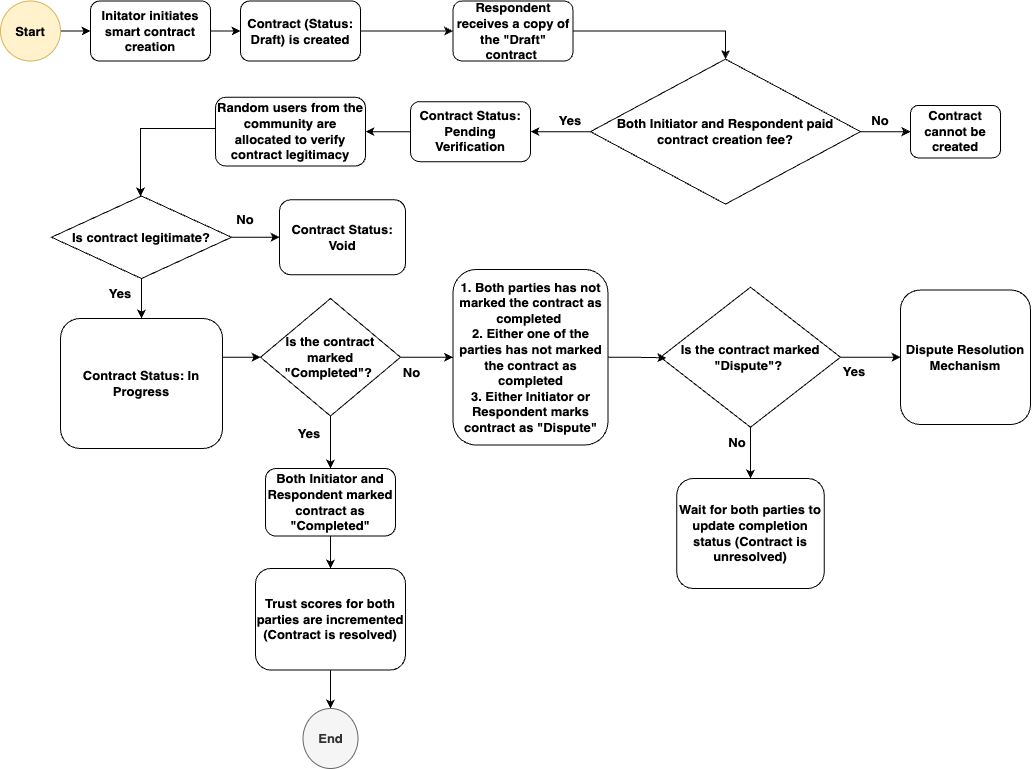 Start
Initator initiates
smart contract
creation
Contract (Status:
Draft) is created
Respondent
receives a copy of
the "Draft"
contract
Both Initiator and Respondent paid
contract creation fee?
No
Contract
cannot be
created
Yes
Contract Status:
Pending
Verification
Random users from the
community are
allocated to verify
contract legitimacy
Is contract legitimate?
No
Contract Status:
Void
Yes
Contract Status: In
Progress
Is the contract
marked
"Completed"?
No
1. Both parties has not
marked the contract as
completed
2. Either one of the
parties has not marked
the contract as
completed
3. Either Initiator or
Respondent marks
contract as "Dispute"
Is the contract marked
"Dispute"?
Yes
Dispute Resolution
Mechanism
No
Wait for both parties to
update completion
status (Contract is
unresolved)
Yes
Both Initiator and
Respondent marked
contract as
"Completed"
Trust scores for both
parties are incremented
(Contract is resolved)
End